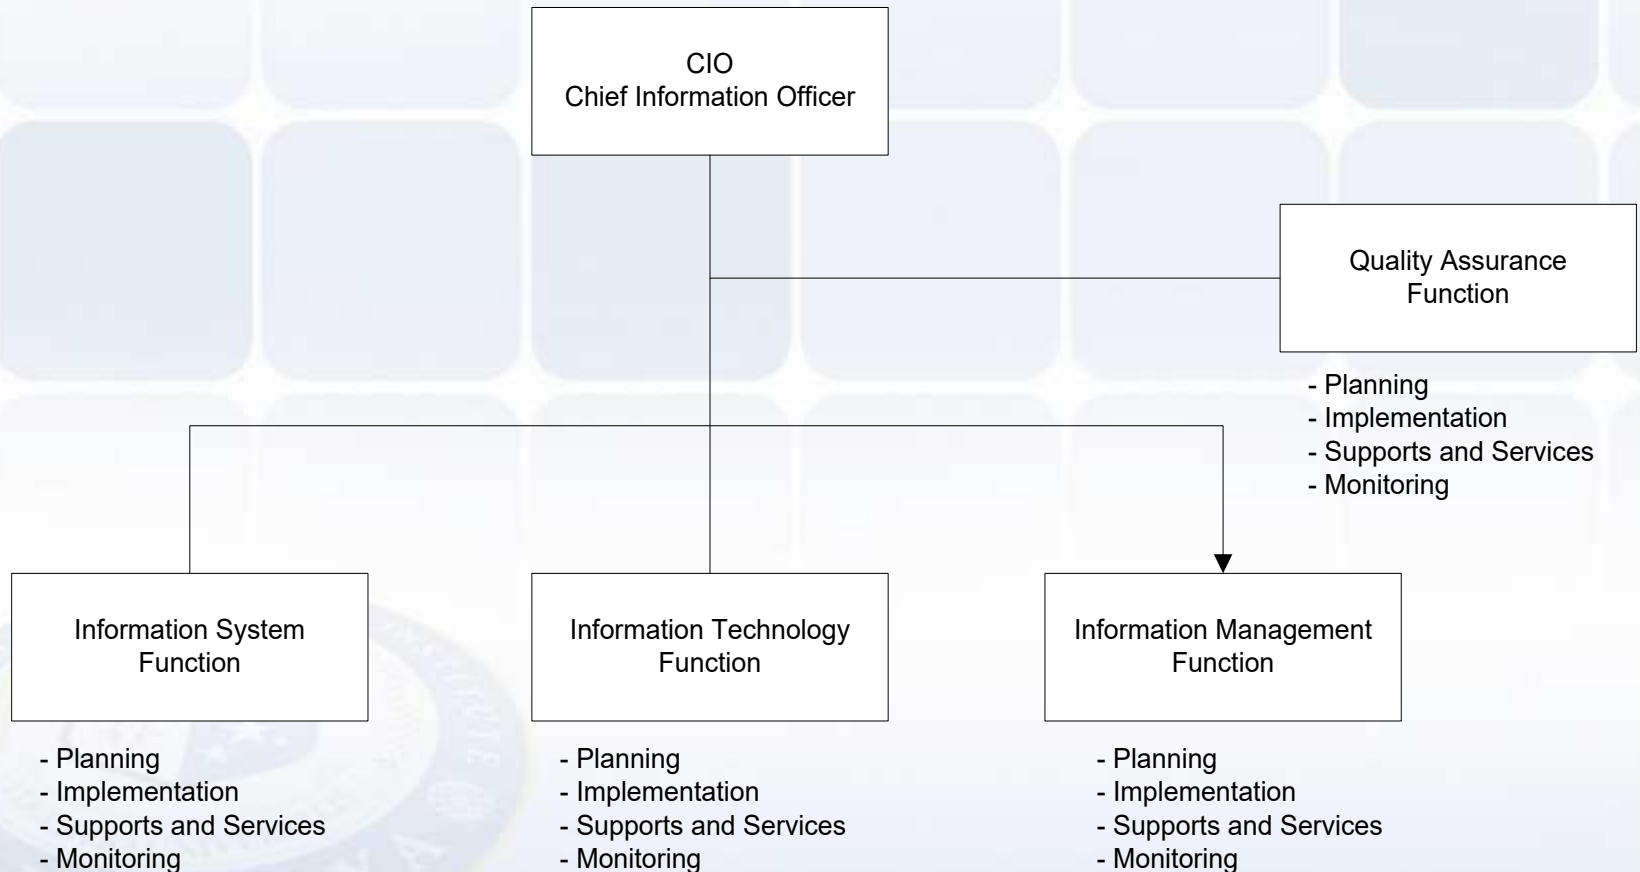 CIO
Chief Information Officer
Quality Assurance
Function
- Planning
- Implementation
- Supports and Services
- Monitoring
Information System
Function
- Planning
- Implementation
- Supports and Services
- Monitoring
Information Technology
Function
- Planning
- Implementation
- Supports and Services
- Monitoring
Information Management
Function
- Planning
- Implementation
- Supports and Services
- Monitoring